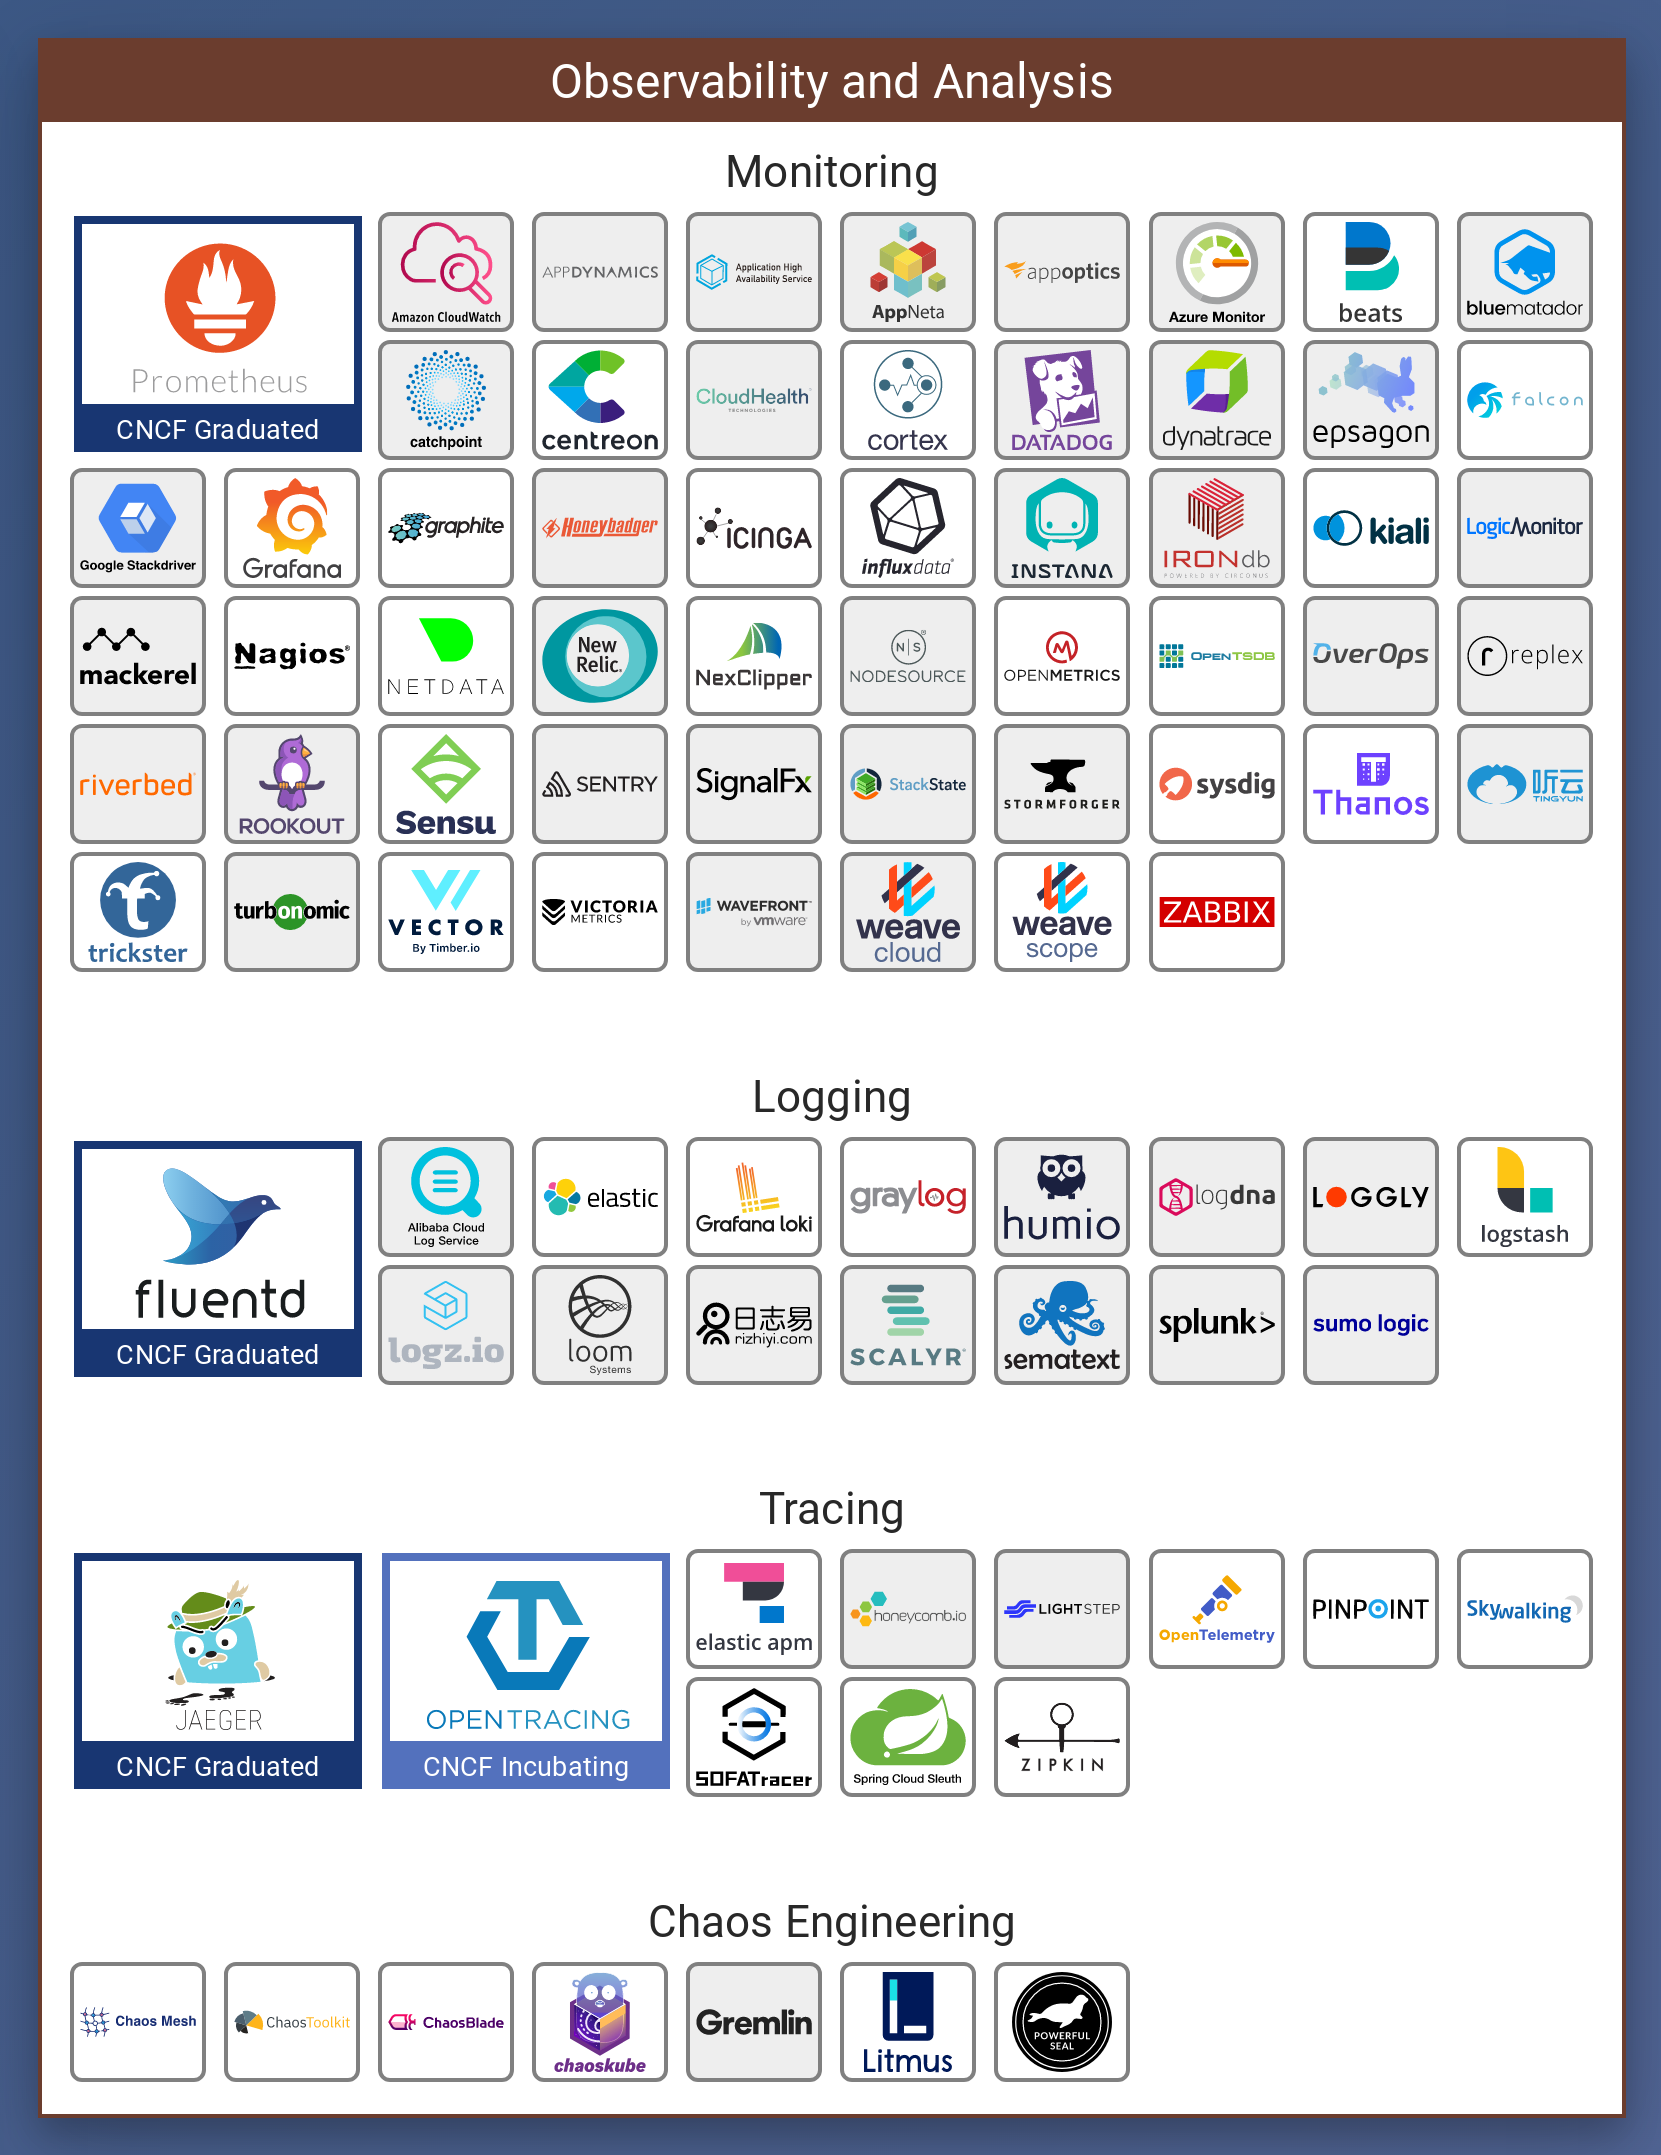 Observability and Analysis
Monitoring
Prometheus
CNCF Graduated
Amazon CloudWatch
APPDYNAMICS
Application High
Availability Service
AppNeta
appoptics
Azure Monitor
beats
bluematador
catchpoint
centreon
CloudHealth
TECHNOLOGIES
cortex
DATADOG
dynatrace
epsagon
falcon
Google Stackdriver
Grafana
graphite
Honeybadger
ICINGA
influxdata
INSTANA
IRONdb
POWERED BY CIRCONUS
kiali
LogicMonitor
mackerel
Nagios
NETDATA
New
Relic.
NexClipper
N|S
NODESOURCE
OPENMETRICS
OPENTSDB
OverOps
r replex
riverbed
ROOKOUT
Sensu
SENTRY
SignalFx
StackState
STORMFORGER
sysdig
Thanos
听云
TINGYUN
trickster
turbonomic
VECTOR
By Timber.io
VICTORIA
METRICS
WAVEFRONT
by vmware
weave
cloud
weave
scope
ZABBIX
Logging
fluentd
CNCF Graduated
Alibaba Cloud
Log Service
elastic
Grafana loki
graylog
humio
logdna
LOGGLY
logstash
logz.io
loom
Systems
日志易
rizhiyi.com
SCALYR
sematext
splunk>
sumo logic
Tracing
JAEGER
CNCF Graduated
OPENTRACING
CNCF Incubating
elastic apm
honeycomb.io
LIGHTSTEP
OpenTelemetry
PINPOINT
Skywalking
SOFATracer
Spring Cloud Sleuth
ZIPKIN
Chaos Engineering
Chaos Mesh
ChaosToolkit
ChaosBlade
chaoskube
Gremlin
Litmus
POWERFUL
SEAL